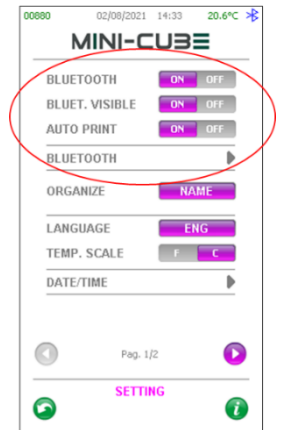 00880 02/08/2021 14:33 20.6°C
MINI-CUBE
BLUETOOTH ON OFF
BLUET. VISIBLE ON OFF
AUTO PRINT ON OFF
BLUETOOTH
ORGANIZE NAME
LANGUAGE ENG
TEMP. SCALE F C
DATE/TIME
Pag. 1/2
SETTING
i